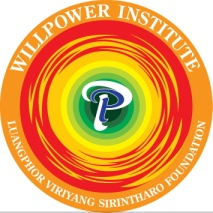 WILLPOWER INSTITUTE
P
LUANGPHOR VIRIYANG SIRINTHARO FOUNDATION